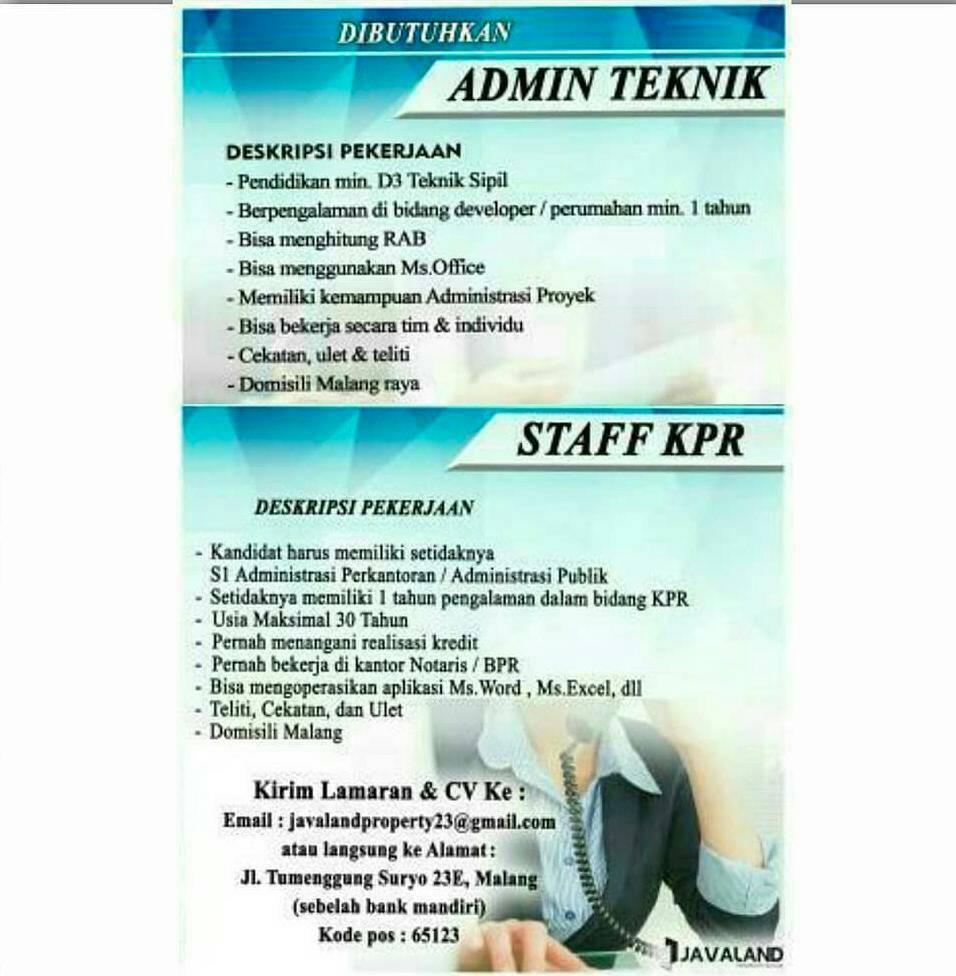 DIBUTUHKAN
ADMIN TEKNIK
DESKRIPSI PEKERJAAN
- Pendidikan min. D3 Teknik Sipil
- Berpengalaman di bidang developer / perumahan min. 1 tahun
- Bisa menghitung RAB
- Bisa menggunakan Ms.Office
- Memiliki kemampuan Administrasi Proyek
- Bisa bekerja secara tim & individu
- Cekatan, ulet & teliti
- Domisili Malang raya
STAFF KPR
DESKRIPSI PEKERJAAN
- Kandidat harus memiliki setidaknya
S1 Administrasi Perkantoran / Administrasi Publik
- Setidaknya memiliki 1 tahun pengalaman dalam bidang KPR
- Usia Maksimal 30 Tahun
- Pernah menangani realisasi kredit
- Pernah bekerja di kantor Notaris / BPR
- Bisa mengoperasikan aplikasi Ms.Word , Ms.Excel, dll
- Teliti, Cekatan, dan Ulet
- Domisili Malang
Kirim Lamaran & CV Ke :
Email : javalandproperty23@gmail.com
atau langsung ke Alamat :
Jl. Tumenggung Suryo 23E, Malang
(sebelah bank mandiri)
Kode pos : 65123
JAVALAND